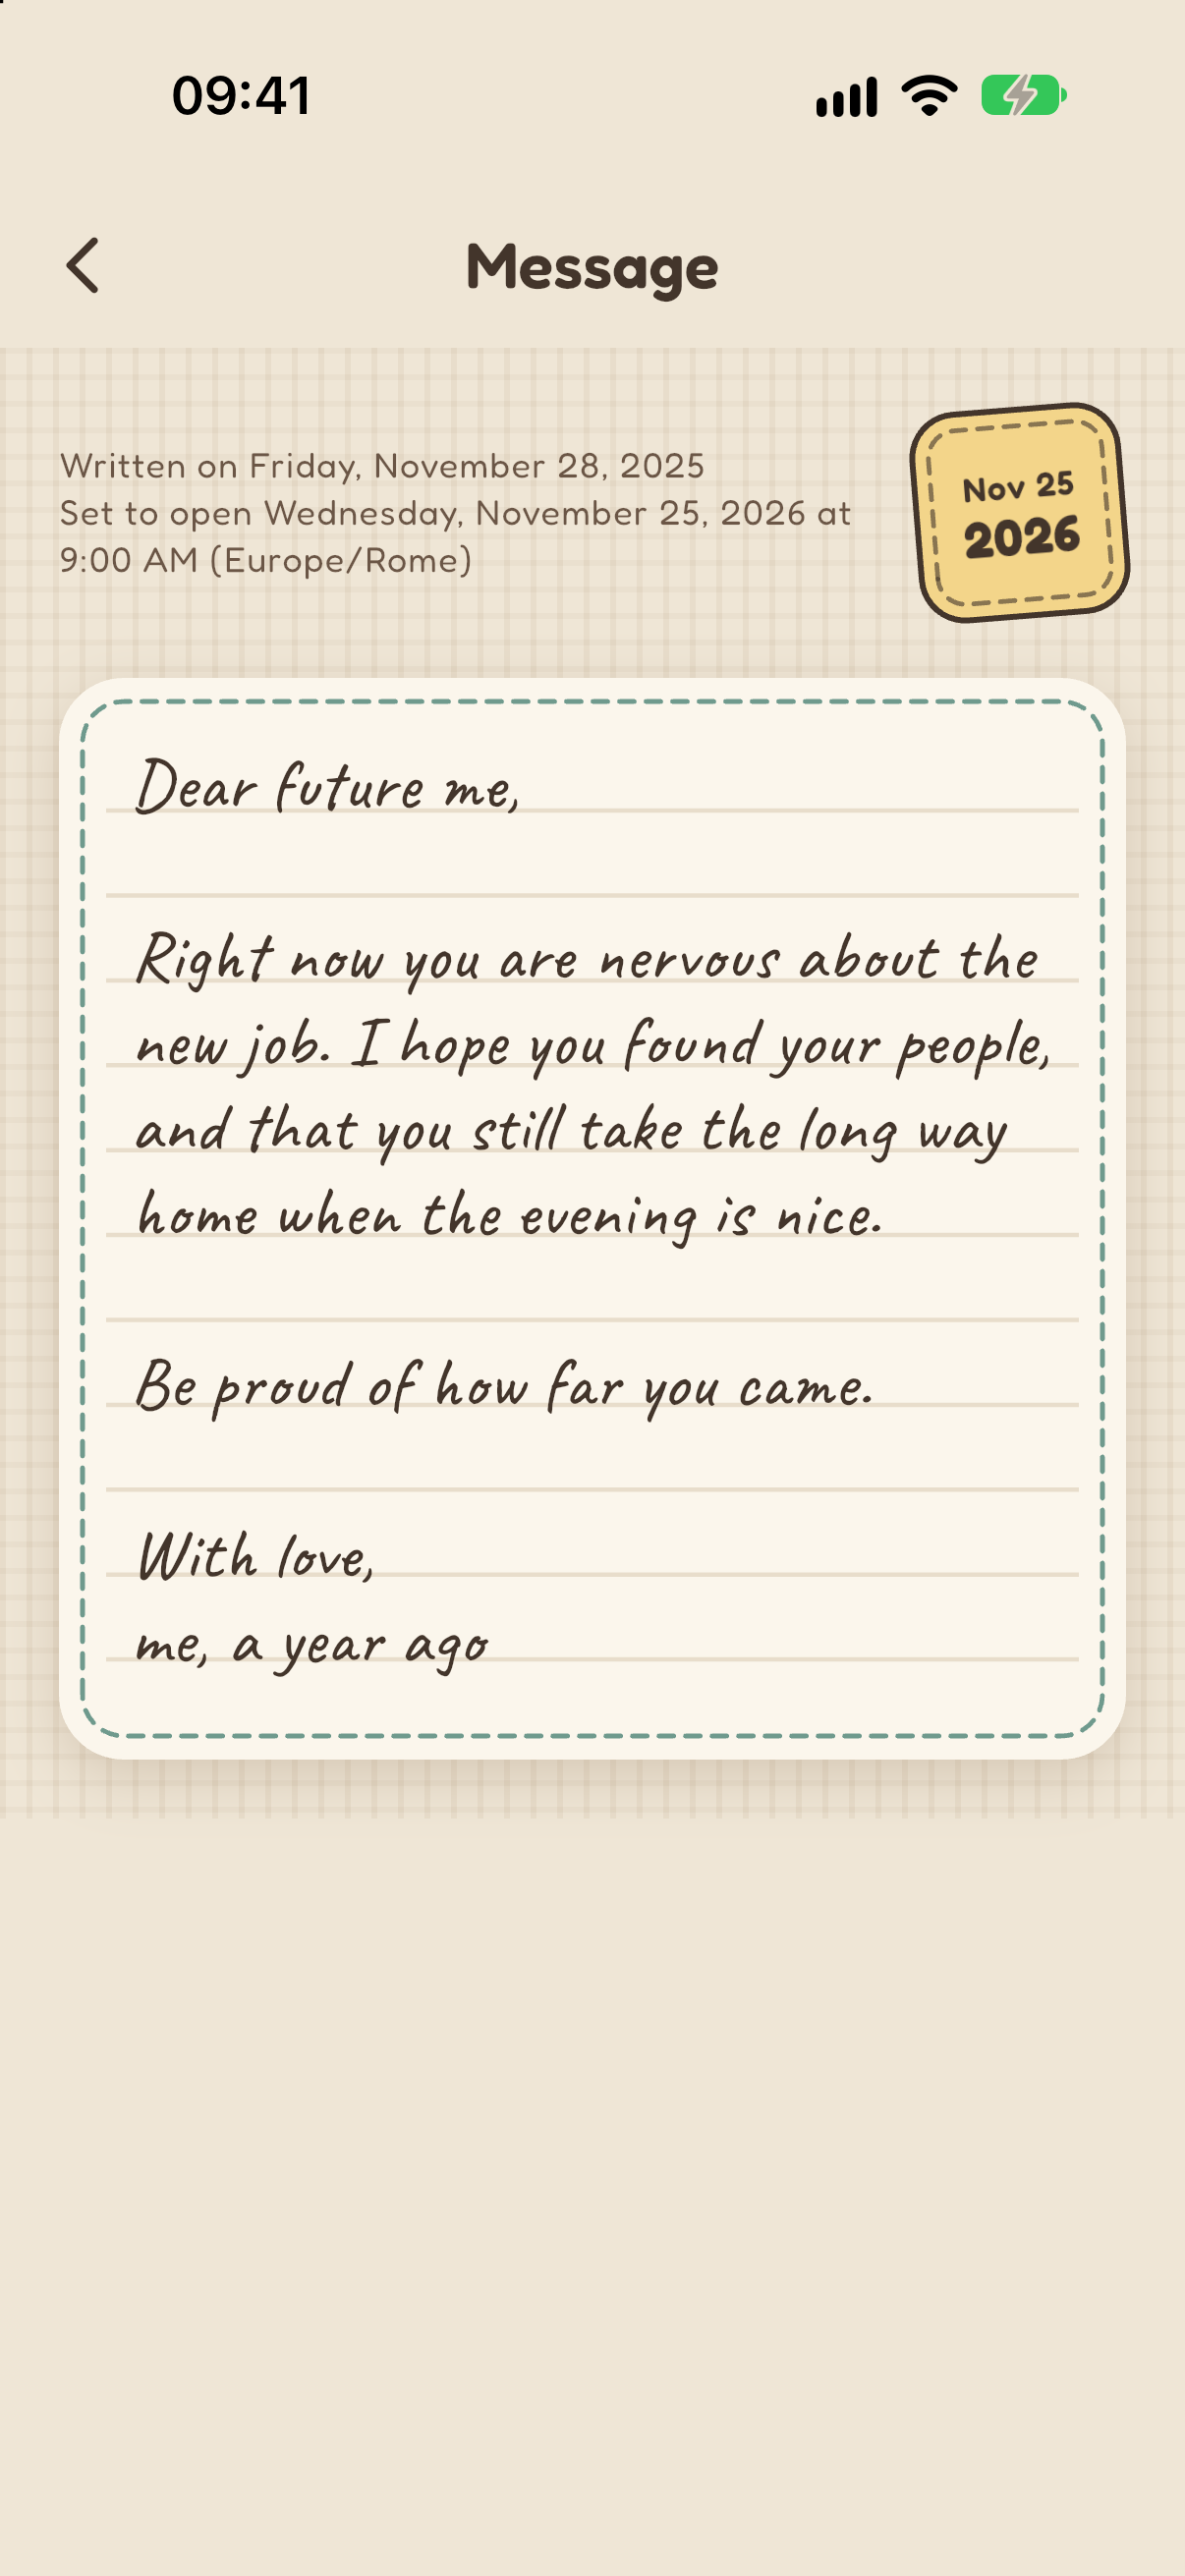 09:41
Message
Written on Friday, November 28, 2025
Set to open Wednesday, November 25, 2026 at
9:00 AM (Europe/Rome)
Nov 25
2026
Dear future me,
Right now you are nervous about the
new job. I hope you found your people,
and that you still take the long way
home when the evening is nice.
Be proud of how far you came.
With love,
me, a year ago